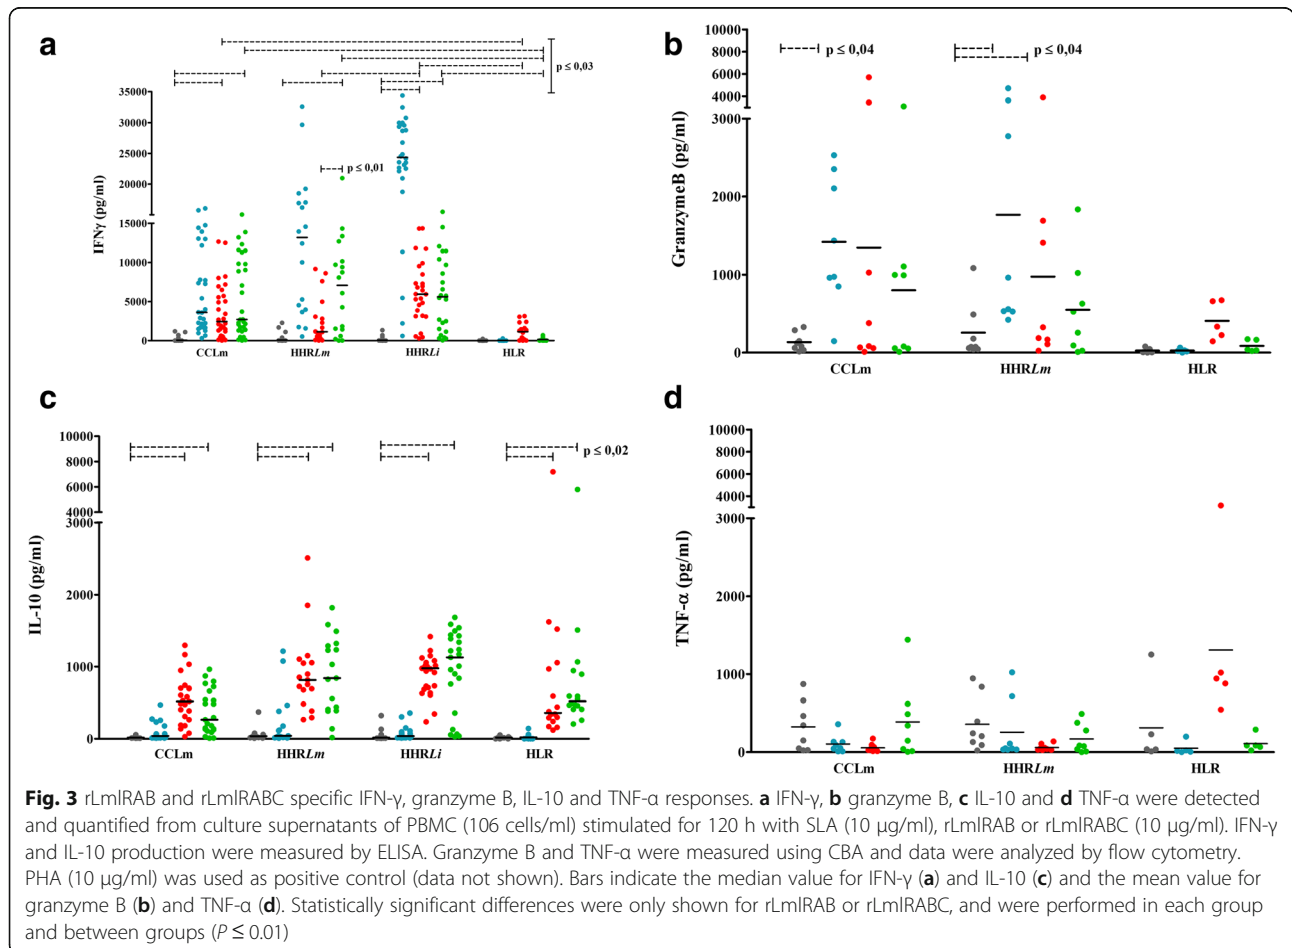 a
p ≤ 0,03
35000
30000
25000
20000
15000
10000
5000
0
IFNγ (pg/ml)
p ≤ 0,01
CCLm HHRLm HHRLi HLR
b
p ≤ 0,04 p ≤ 0,04
10000
8000
6000
4000
2000
3000
2000
1000
0
GranzymeB (pg/ml)
CCLm HHRLm HLR
c
10000
8000
6000
4000
3000
2000
1000
0
IL-10 (pg/ml)
p ≤ 0,02
CCLm HHRLm HHRLi HLR
d
10000
8000
6000
4000
3000
2000
1000
0
TNF-α (pg/ml)
CCLm HHRLm HLR
Fig. 3 rLmlRAB and rLmlRABC specific IFN-γ, granzyme B, IL-10 and TNF-α responses. a IFN-γ, b granzyme B, c IL-10 and d TNF-α were detected
and quantified from culture supernatants of PBMC (106 cells/ml) stimulated for 120 h with SLA (10 μg/ml), rLmlRAB or rLmlRABC (10 μg/ml). IFN-γ
and IL-10 production were measured by ELISA. Granzyme B and TNF-α were measured using CBA and data were analyzed by flow cytometry.
PHA (10 μg/ml) was used as positive control (data not shown). Bars indicate the median value for IFN-γ (a) and IL-10 (c) and the mean value for
granzyme B (b) and TNF-α (d). Statistically significant differences were only shown for rLmlRAB or rLmlRABC, and were performed in each group
and between groups (P ≤ 0.01)